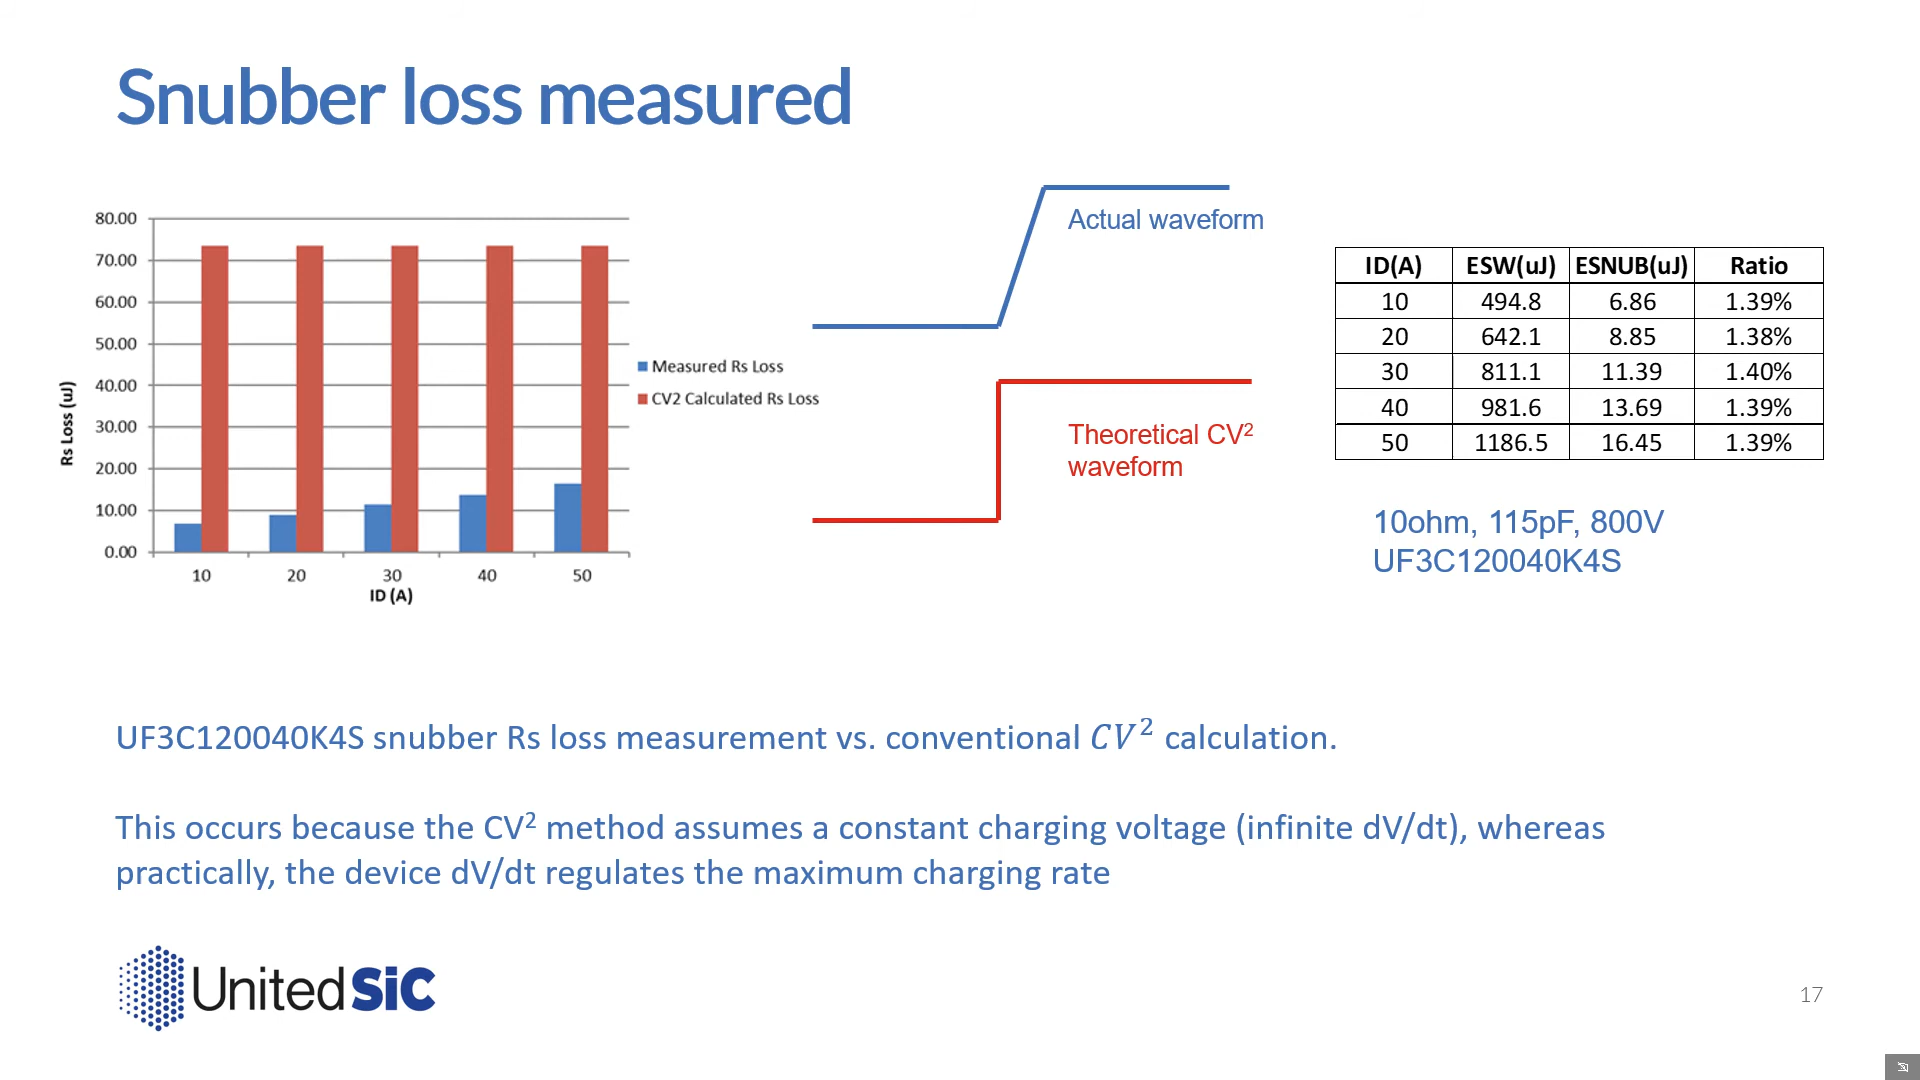 Snubber loss measured
80.00
70.00
60.00
50.00
40.00
30.00
20.00
10.00
0.00
Rs Loss (uJ)
10 20 30 40 50
ID (A)
Measured Rs Loss
CV2 Calculated Rs Loss
Actual waveform
Theoretical CV²
waveform
ID(A) ESW(uJ) ESNUB(uJ) Ratio
10 494.8 6.86 1.39%
20 642.1 8.85 1.38%
30 811.1 11.39 1.40%
40 981.6 13.69 1.39%
50 1186.5 16.45 1.39%
10ohm, 115pF, 800V
UF3C120040K4S
UF3C120040K4S snubber Rs loss measurement vs. conventional CV² calculation.
This occurs because the CV² method assumes a constant charging voltage (infinite dV/dt), whereas
practically, the device dV/dt regulates the maximum charging rate
United SiC
17